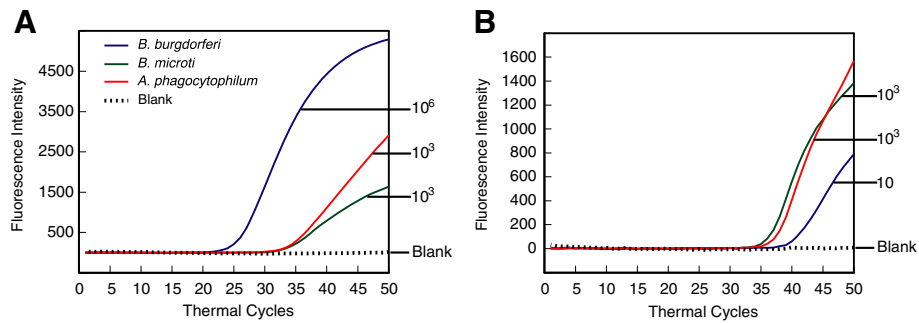 A
B. burgdorferi
B. microti
A. phagocytophilum
Blank
4500
3500
2500
1500
500
Fluorescence Intensity
10⁶
10³
10³
Blank
0 5 10 15 20 25 30 35 40 45 50
Thermal Cycles
B
1600
1400
1200
1000
800
600
400
200
0
Fluorescence Intensity
10³
10³
10
Blank
0 1 5 10 15 20 25 30 35 40 45 50
Thermal Cycles